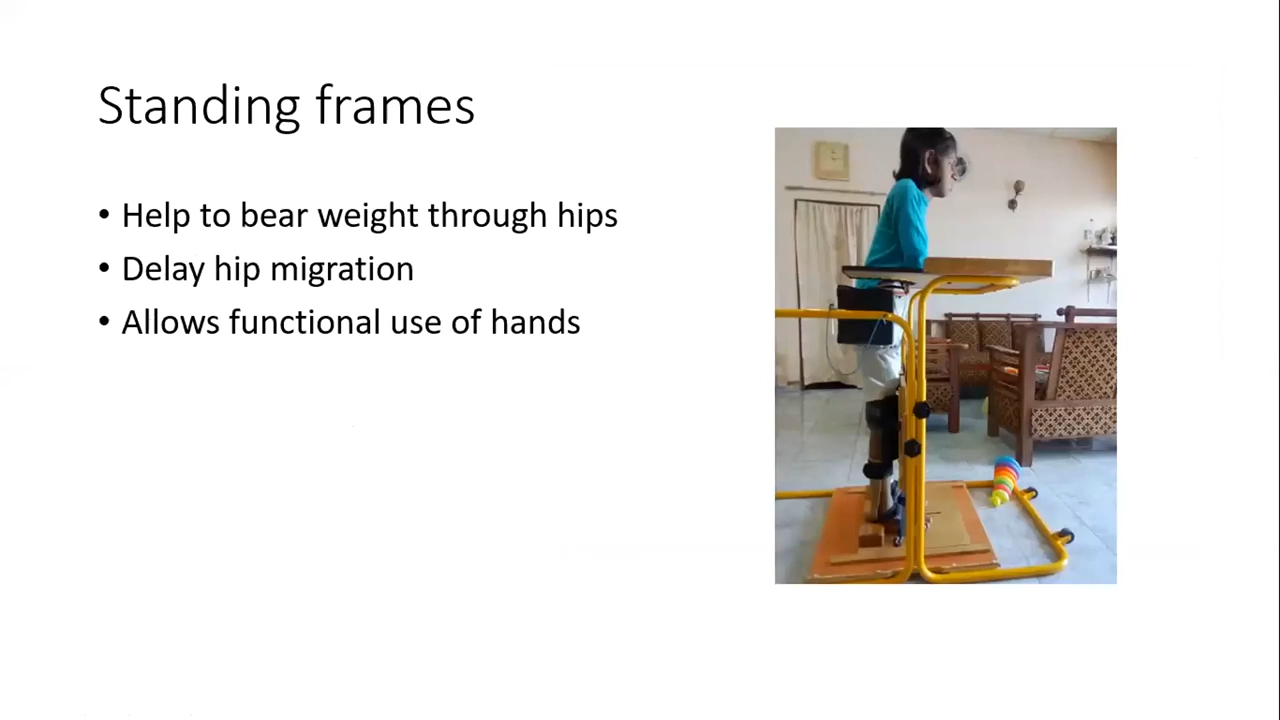 Standing frames
• Help to bear weight through hips
• Delay hip migration
• Allows functional use of hands